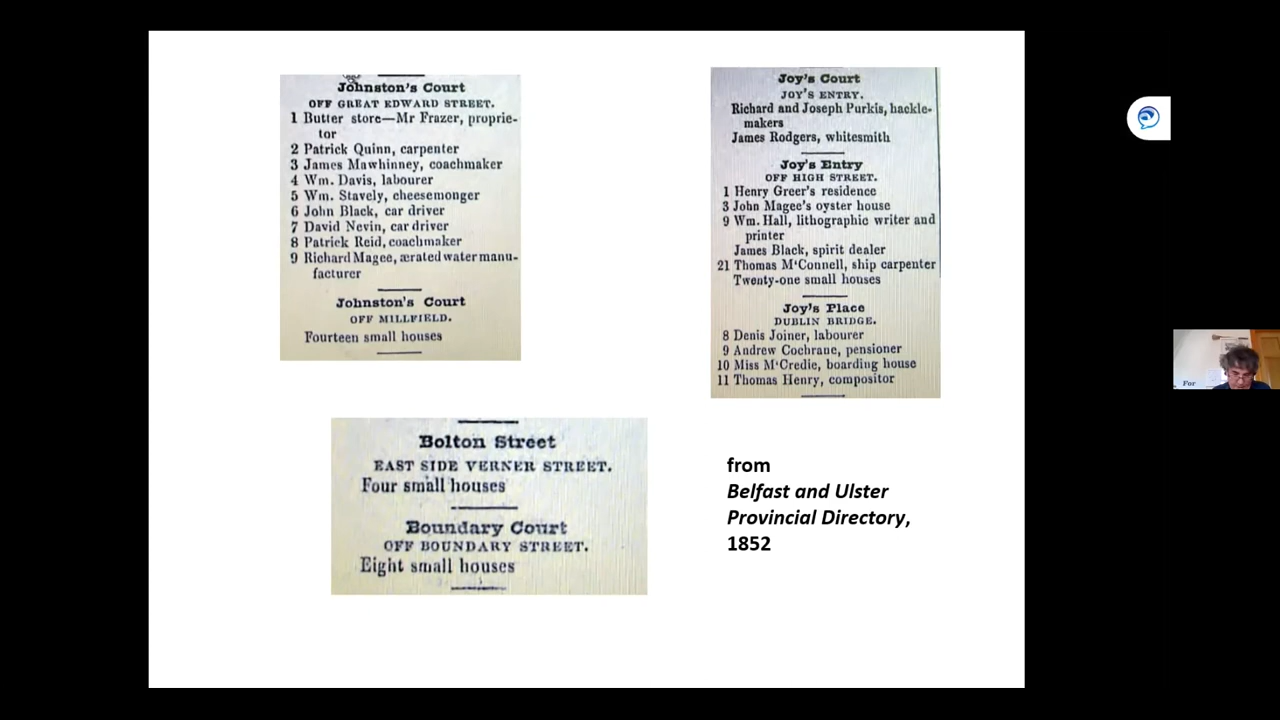 Johnston's Court
OFF GREAT EDWARD STREET.
1 Butter store—Mr Frazer, proprie-
tor
2 Patrick Quinn, carpenter
3 James Mawhinney, coachmaker
4 Wm. Davis, labourer
5 Wm. Stavely, cheesemonger
6 John Black, car driver
7 David Nevin, car driver
8 Patrick Reid, coachmaker
9 Richard Magee, ærated water manu-
facturer
Johnston's Court
OFF MILLFIELD.
Fourteen small houses
Joy's Court
JOY'S ENTRY.
Richard and Joseph Purkis, hackle-
makers
James Rodgers, whitesmith
Joy's Entry
OFF HIGH STREET.
1 Henry Greer's residence
3 John Magee's oyster house
9 Wm. Hall, lithographic writer and
printer
James Black, spirit dealer
21 Thomas M'Connell, ship carpenter
Twenty-one small houses
Joy's Place
DUBLIN BRIDGE.
8 Denis Joiner, labourer
9 Andrew Cochrane, pensioner
10 Miss M'Credie, boarding house
11 Thomas Henry, compositor
Bolton Street
EAST SIDE VERNER STREET.
Four small houses
Boundary Court
OFF BOUNDARY STREET.
Eight small houses
from
Belfast and Ulster
Provincial Directory,
1852
For